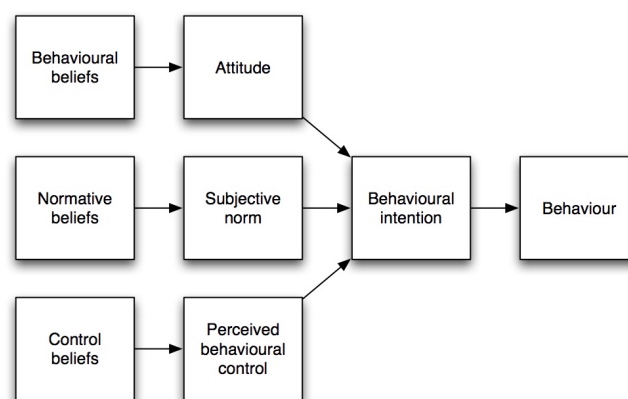 Behavioural
beliefs
Attitude
Normative
beliefs
Subjective
norm
Behavioural
intention
Behaviour
Control
beliefs
Perceived
behavioural
control